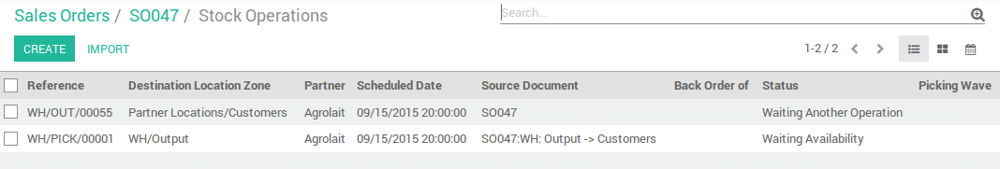 Sales Orders / SO047 / Stock Operations
Search...
CREATE IMPORT
1-2 / 2
Reference Destination Location Zone Partner Scheduled Date Source Document Back Order of Status Picking Wave
WH/OUT/00055 Partner Locations/Customers Agrolait 09/15/2015 20:00:00 SO047 Waiting Another Operation
WH/PICK/00001 WH/Output Agrolait 09/15/2015 20:00:00 SO047:WH: Output -> Customers Waiting Availability